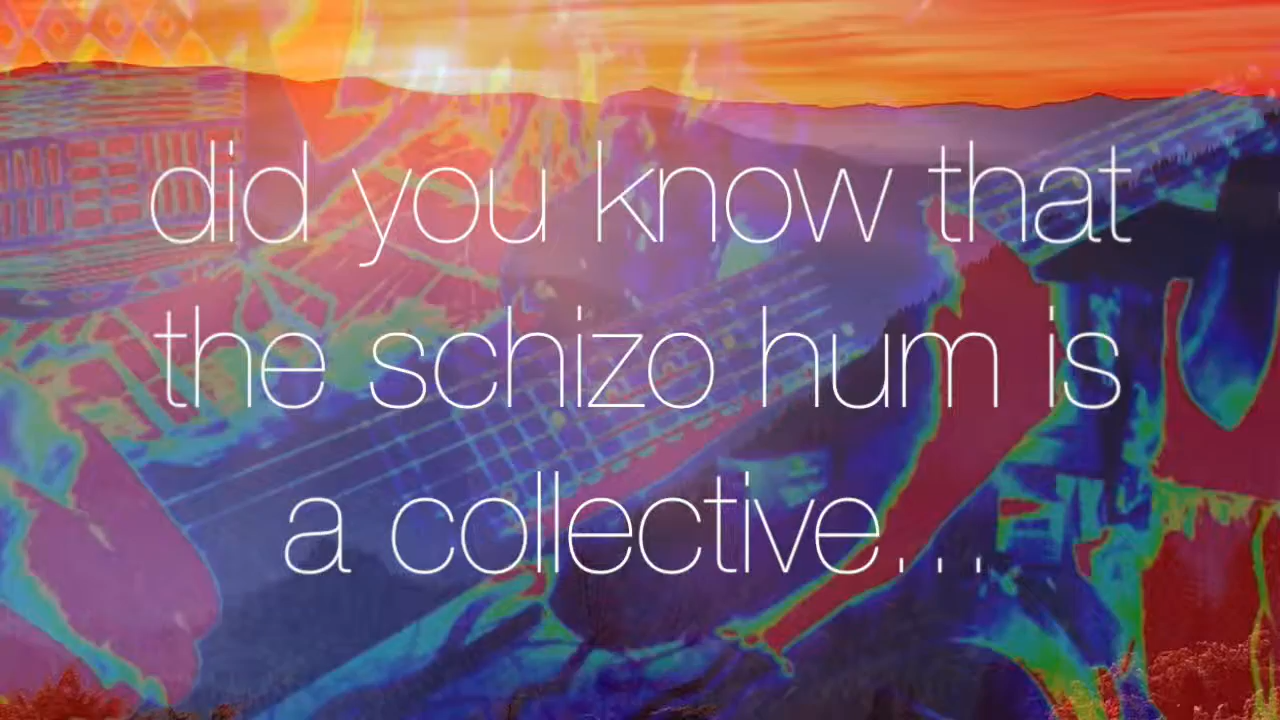 did you know that
the schizo hum is
a collective...